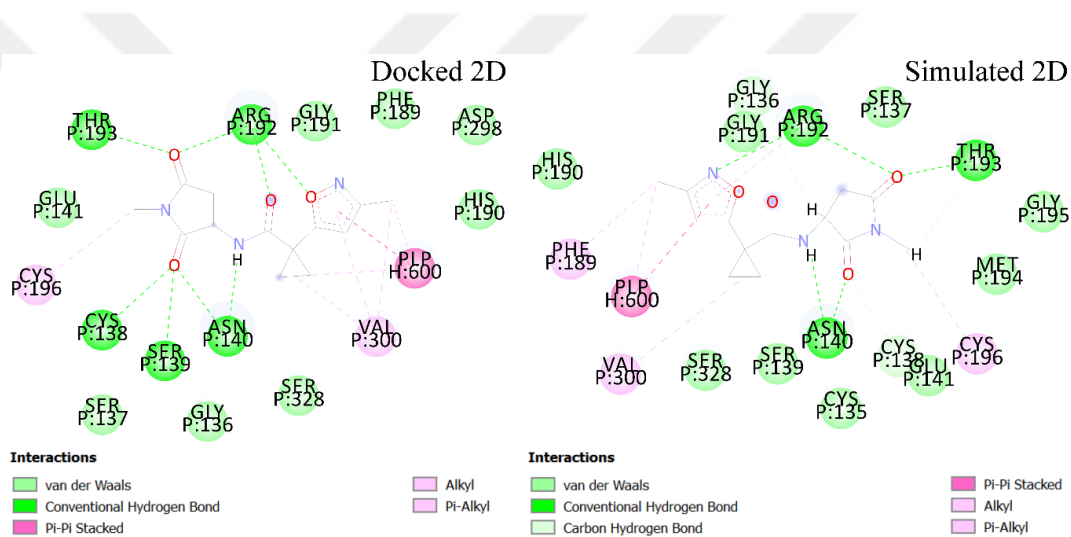 Docked 2D
THR
P:193
ARG
P:192
GLY
P:191
PHE
P:189
ASP
P:298
GLU
P:141
HIS
P:190
O
N
O
O
N
O
N
H
CYS
P:196
PLP
H:600
CYS
P:138
SER
P:139
ASN
P:140
VAL
P:300
SER
P:137
GLY
P:136
SER
P:328
Interactions
van der Waals
Conventional Hydrogen Bond
Pi-Pi Stacked
Alkyl
Pi-Alkyl
Simulated 2D
GLY
P:136
GLY
P:191
ARG
P:192
SER
P:137
THR
P:193
HIS
P:190
N
O
O
H
O
N
H
N
H
O
GLY
P:195
MET
P:194
PHE
P:189
PLP
H:600
VAL
P:300
SER
P:328
SER
P:139
ASN
P:140
CYS
P:135
CYS
P:138
GLU
P:141
CYS
P:196
Interactions
van der Waals
Conventional Hydrogen Bond
Carbon Hydrogen Bond
Pi-Pi Stacked
Alkyl
Pi-Alkyl